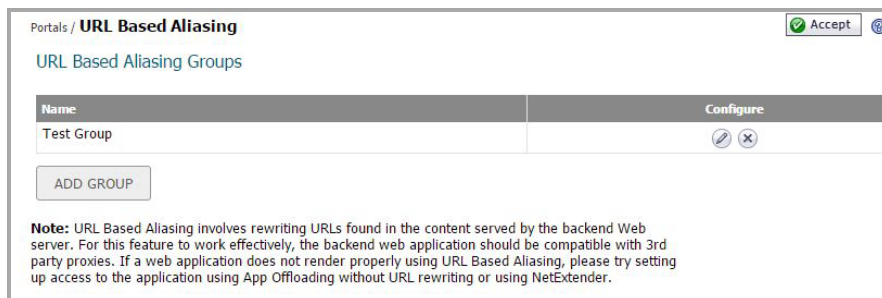 Portals / URL Based Aliasing
Accept
URL Based Aliasing Groups
Name Configure
Test Group
ADD GROUP
Note: URL Based Aliasing involves rewriting URLs found in the content served by the backend Web
server. For this feature to work effectively, the backend web application should be compatible with 3rd
party proxies. If a web application does not render properly using URL Based Aliasing, please try setting
up access to the application using App Offloading without URL rewriting or using NetExtender.